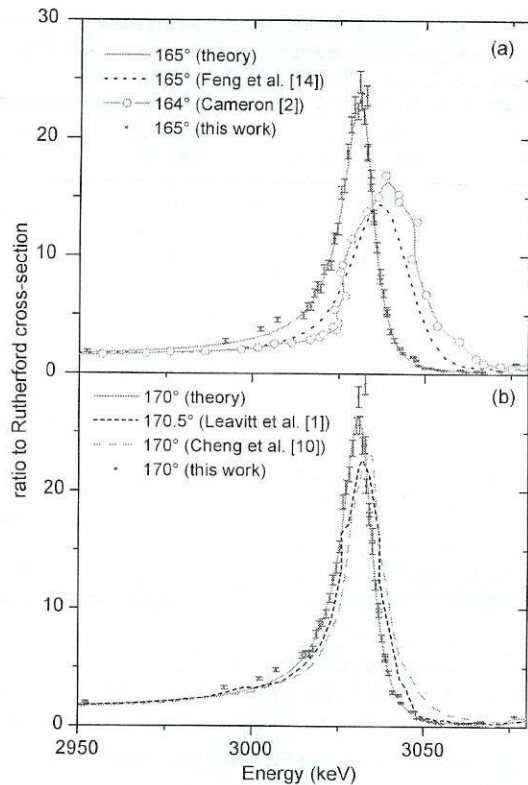 30
(a)
165° (theory)
165° (Feng et al. [14])
164° (Cameron [2])
165° (this work)
20
10
0
ratio to Rutherford cross-section
(b)
170° (theory)
170.5° (Leavitt et al. [1])
170° (Cheng et al. [10])
170° (this work)
20
10
0
2950
3000
3050
Energy (keV)